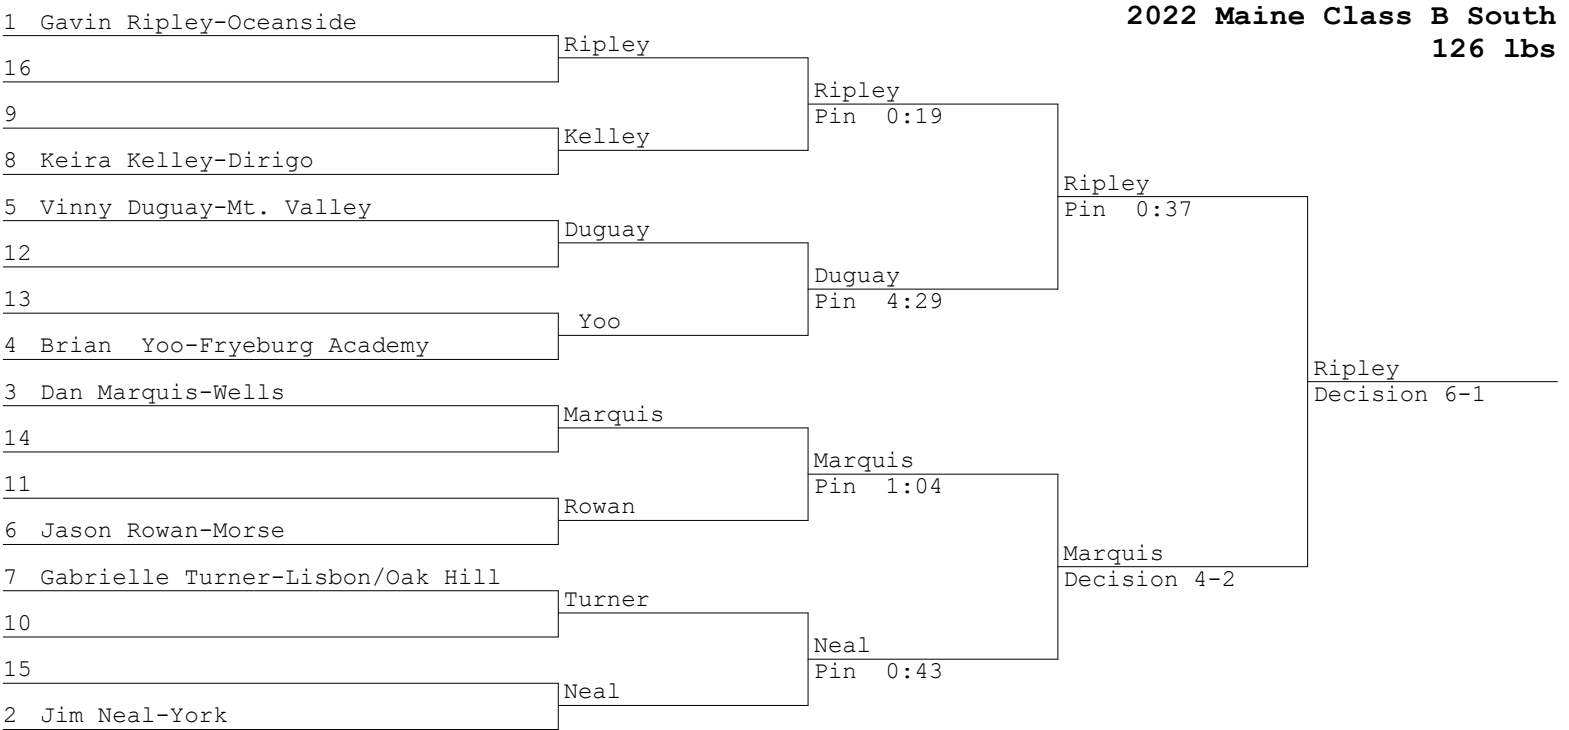 2022 Maine Class B South
126 lbs
1 Gavin Ripley-Oceanside
16
9
8 Keira Kelley-Dirigo
5 Vinny Duguay-Mt. Valley
12
13
4 Brian  Yoo-Fryeburg Academy
3 Dan Marquis-Wells
14
11
6 Jason Rowan-Morse
7 Gabrielle Turner-Lisbon/Oak Hill
10
15
2 Jim Neal-York
Ripley
Kelley
Duguay
Yoo
Marquis
Rowan
Turner
Neal
Ripley
Pin  0:19
Duguay
Pin  4:29
Marquis
Pin  1:04
Neal
Pin  0:43
Ripley
Pin  0:37
Marquis
Decision 4-2
Ripley
Decision 6-1